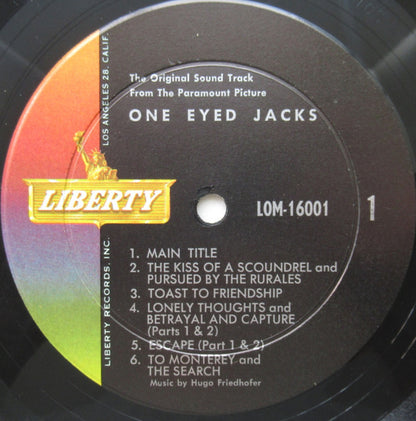 The Original Sound Track
From The Paramount Picture
ONE EYED JACKS
LIBERTY
LOM-16001
1
1. MAIN TITLE
2. THE KISS OF A SCOUNDREL and
PURSUED BY THE RURALES
3. TOAST TO FRIENDSHIP
4. LONELY THOUGHTS and
BETRAYAL AND CAPTURE
(Parts 1 & 2)
5. ESCAPE (Part 1 & 2)
6. TO MONTEREY and
THE SEARCH
Music by Hugo Friedhofer
LIBERTY RECORDS, INC.
LOS ANGELES 28, CALIF.